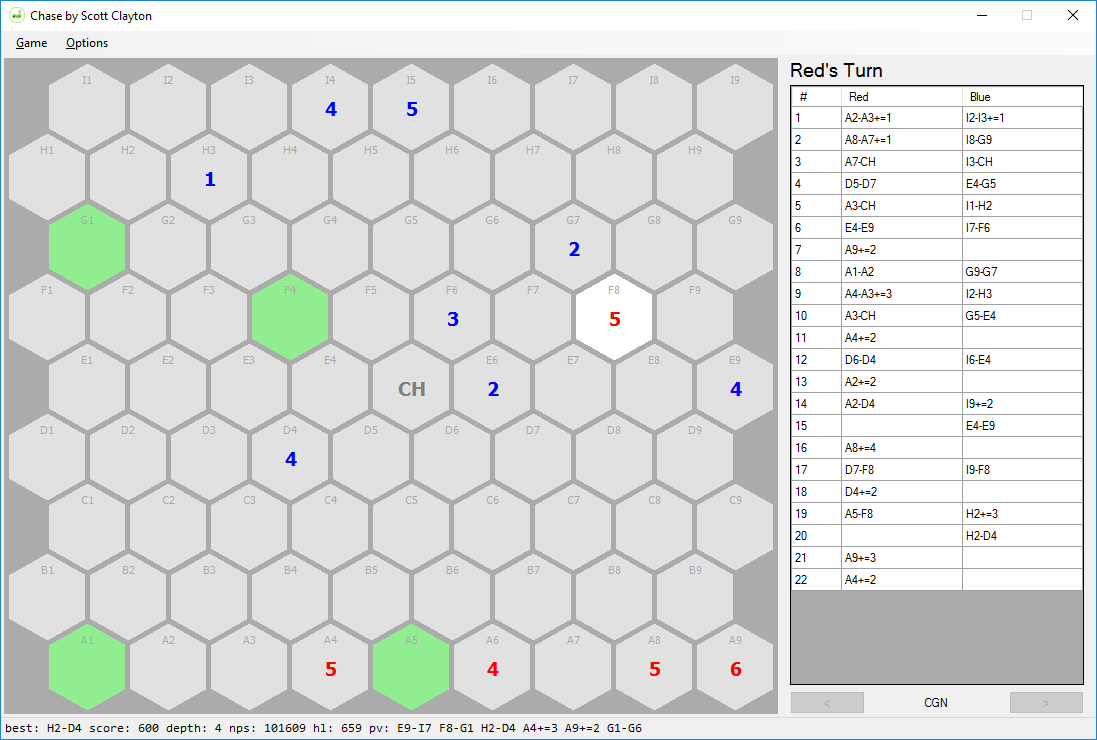 Chase by Scott Clayton
Game Options
Red's Turn
# Red Blue
1 A2-A3+=1 I2-I3+=1
2 A8-A7+=1 I8-G9
3 A7-CH I3-CH
4 D5-D7 E4-G5
5 A3-CH I1-H2
6 E4-E9 I7-F6
7 A9+=2
8 A1-A2 G9-G7
9 A4-A3+=3 I2-H3
10 A3-CH G5-E4
11 A4+=2
12 D6-D4 I6-E4
13 A2+=2
14 A2-D4 I9+=2
15 E4-E9
16 A8+=4
17 D7-F8 I9-F8
18 D4+=2
19 A5-F8 H2+=3
20 H2-D4
21 A9+=3
22 A4+=2
< CGN >
I1 I2 I3 I4 I5 I6 I7 I8 I9
4 5
H1 H2 H3 H4 H5 H6 H7 H8 H9
1
G1 G2 G3 G4 G5 G6 G7 G8 G9
2
F1 F2 F3 F4 F5 F6 F7 F8 F9
3 5
E1 E2 E3 E4 E6 E7 E8 E9
CH 2 4
D1 D2 D3 D4 D5 D6 D7 D8 D9
4
C1 C2 C3 C4 C5 C6 C7 C8 C9
B1 B2 B3 B4 B5 B6 B7 B8 B9
A1 A2 A3 A4 A5 A6 A7 A8 A9
5 4 5 6
best: H2-D4 score: 600 depth: 4 nps: 101609 hl: 659 pv: E9-I7 F8-G1 H2-D4 A4+=3 A9+=2 G1-G6